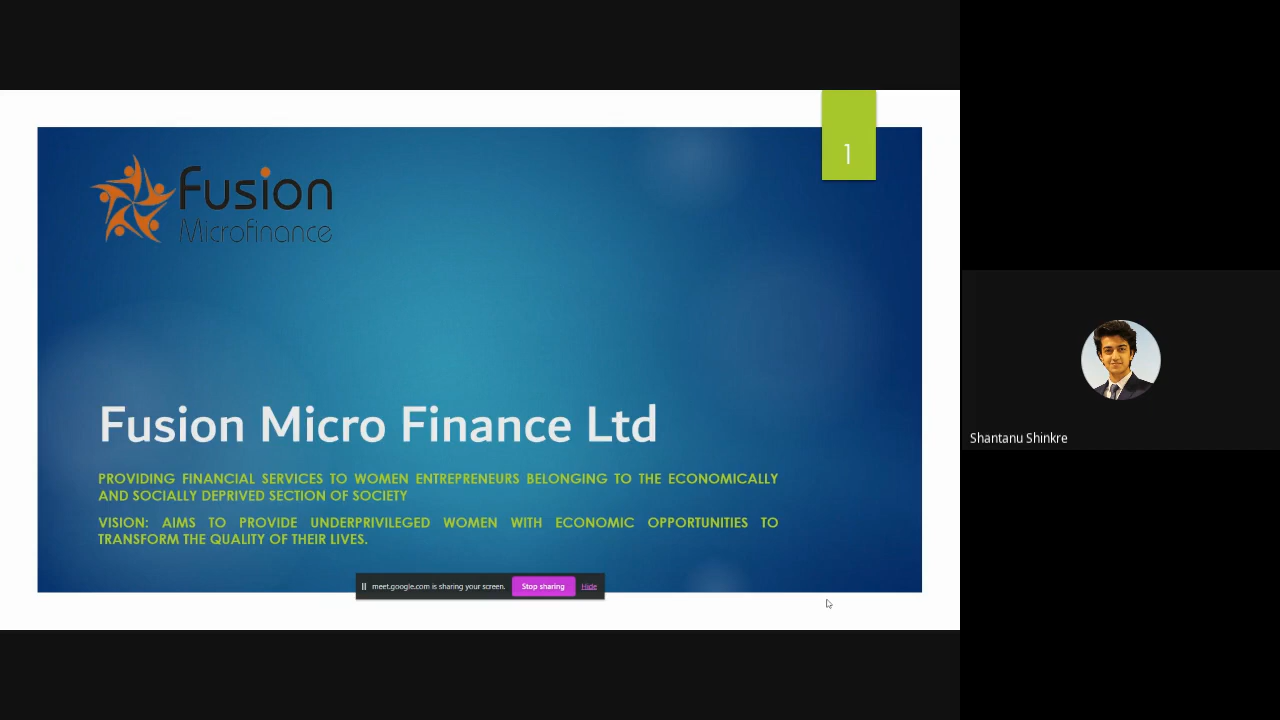 1
Fusion
Microfinance
Fusion Micro Finance Ltd
PROVIDING FINANCIAL SERVICES TO WOMEN ENTREPRENEURS BELONGING TO THE ECONOMICALLY
AND SOCIALLY DEPRIVED SECTION OF SOCIETY
VISION: AIMS TO PROVIDE UNDERPRIVILEGED WOMEN WITH ECONOMIC OPPORTUNITIES TO
TRANSFORM THE QUALITY OF THEIR LIVES.
meet.google.com is sharing your screen. Stop sharing Hide
Shantanu Shinkre